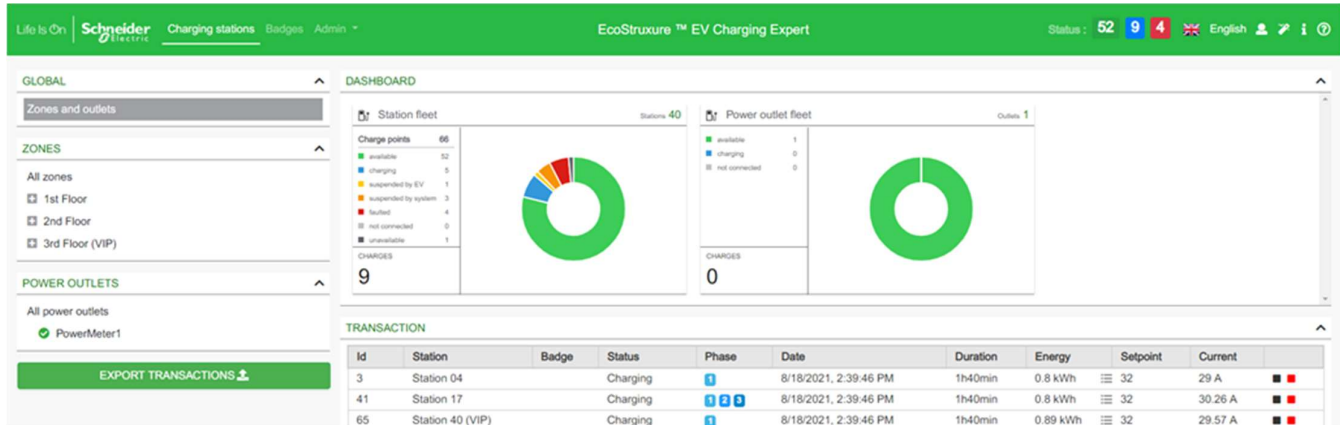 Life Is On
Schneider Electric
Charging stations Badges Admin
EcoStruxure ™ EV Charging Expert
Status : 52 9 4 English
GLOBAL
Zones and outlets
ZONES
All zones
1st Floor
2nd Floor
3rd Floor (VIP)
POWER OUTLETS
All power outlets
PowerMeter1
EXPORT TRANSACTIONS
DASHBOARD
Station fleet Stations 40
Charge points 66
available 52
charging 5
suspended by EV 1
suspended by system 3
faulted 4
not connected 0
unavailable 1
CHARGES
9
Power outlet fleet Outlets 1
available 1
charging 0
not connected 0
CHARGES
0
TRANSACTION
Id Station Badge Status Phase Date Duration Energy Setpoint Current
3 Station 04 Charging 1 8/18/2021, 2:39:46 PM 1h40min 0.8 kWh 32 29 A
41 Station 17 Charging 1 2 3 8/18/2021, 2:39:46 PM 1h40min 0.8 kWh 32 30.26 A
65 Station 40 (VIP) Charging 1 8/18/2021, 2:39:46 PM 1h40min 0.89 kWh 32 29.57 A